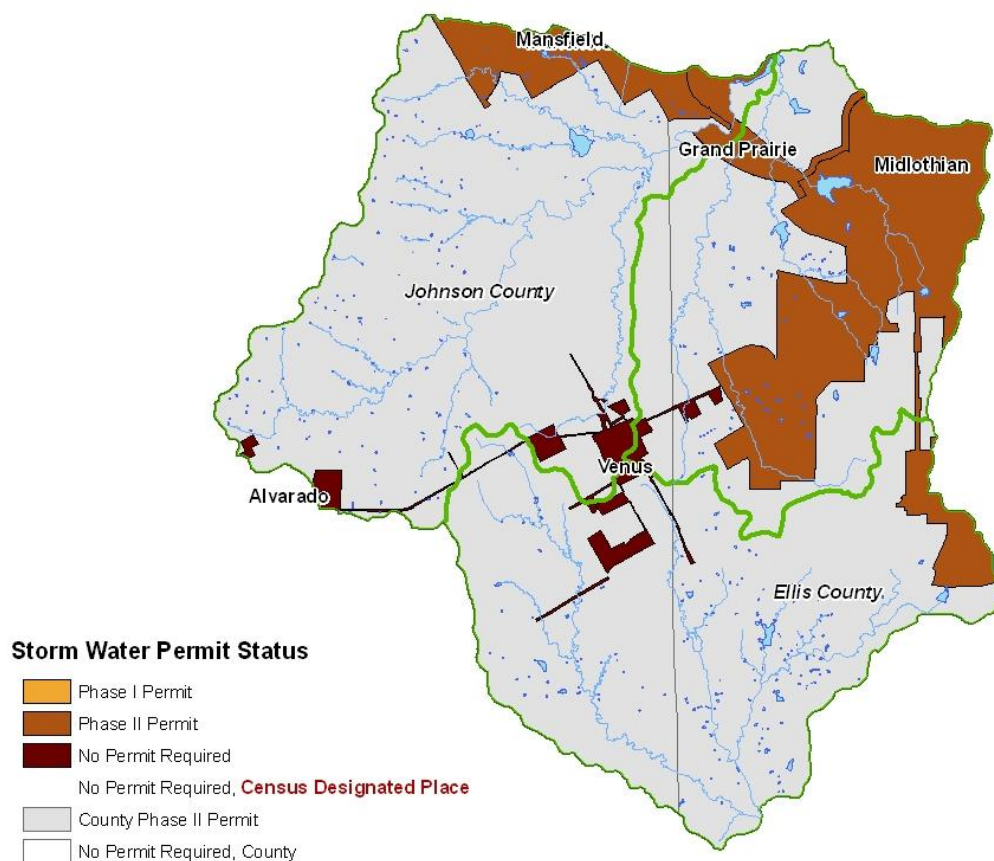 Mansfield
Grand Prairie
Midlothian
Johnson County
Venus
Alvarado
Ellis County
Storm Water Permit Status
Phase I Permit
Phase II Permit
No Permit Required
No Permit Required, Census Designated Place
County Phase II Permit
No Permit Required, County